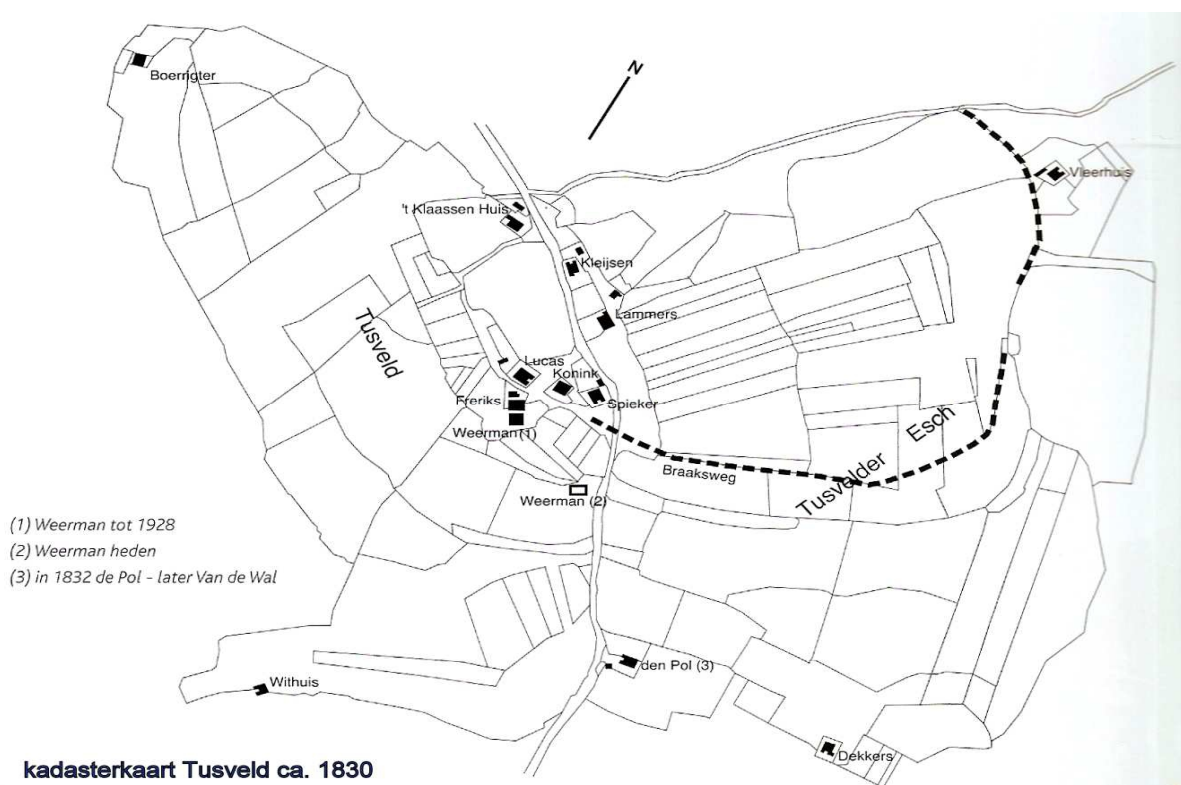 Boerrigter
N
Vleerhuis
't Klaassen Huis
Kleijsen
Lammers
Tusveld
Lucas
Konink
Freriks
Spieker
Weerman (1)
Esch
Braaksweg
Tusvelder
Weerman (2)
(1) Weerman tot 1928
(2) Weerman heden
(3) in 1832 de Pol - later Van de Wal
den Pol (3)
Withuis
Dekkers
kadasterkaart Tusveld ca. 1830